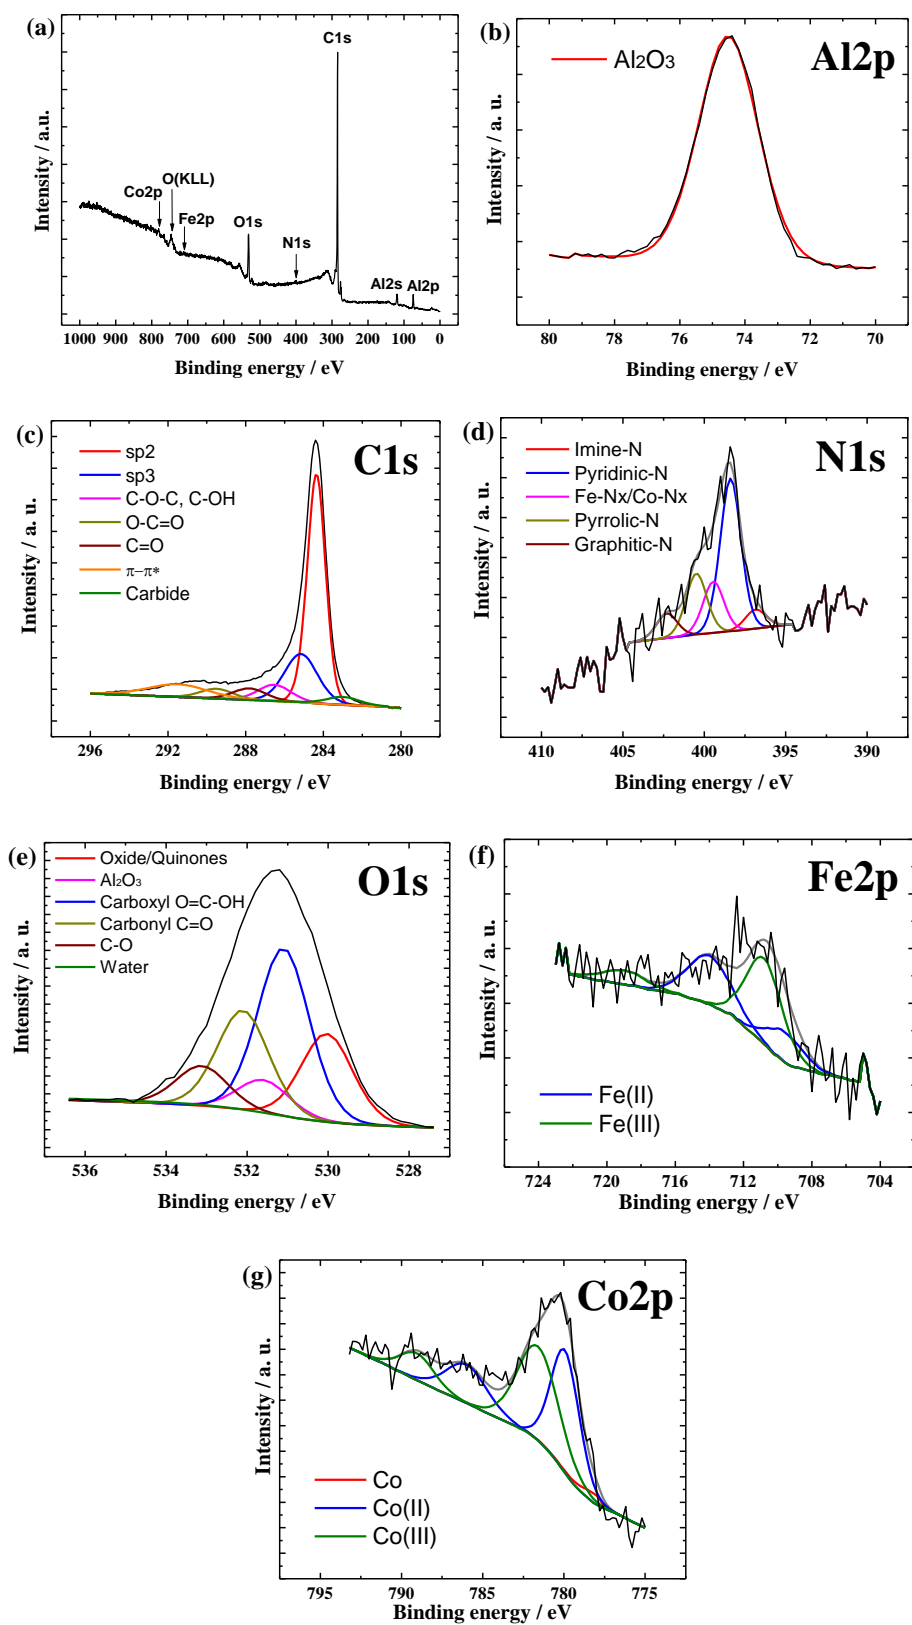 (a)
C1s
O(KLL)
Co2p
Fe2p
O1s
N1s
Al2s
Al2p
Intensity / a.u.
1000 900 800 700 600 500 400 300 200 100 0
Binding energy / eV
(b)
Al2O3
Al2p
Intensity / a. u.
80 78 76 74 72 70
Binding energy / eV
(c)
sp2
sp3
C-O-C, C-OH
O-C=O
C=O
π−π*
Carbide
C1s
Intensity / a. u.
296 292 288 284 280
Binding energy / eV
(d)
Imine-N
Pyridinic-N
Fe-Nx/Co-Nx
Pyrrolic-N
Graphitic-N
N1s
Intensity / a. u.
410 405 400 395 390
Binding energy / eV
(e)
Oxide/Quinones
Al2O3
Carboxyl O=C-OH
Carbonyl C=O
C-O
Water
O1s
Intensity / a. u.
536 534 532 530 528
Binding energy / eV
(f)
Fe2p
Fe(II)
Fe(III)
Intensity / a. u.
724 720 716 712 708 704
Binding energy / eV
(g)
Co2p
Co
Co(II)
Co(III)
Intensity / a. u.
795 790 785 780 775
Binding energy / eV